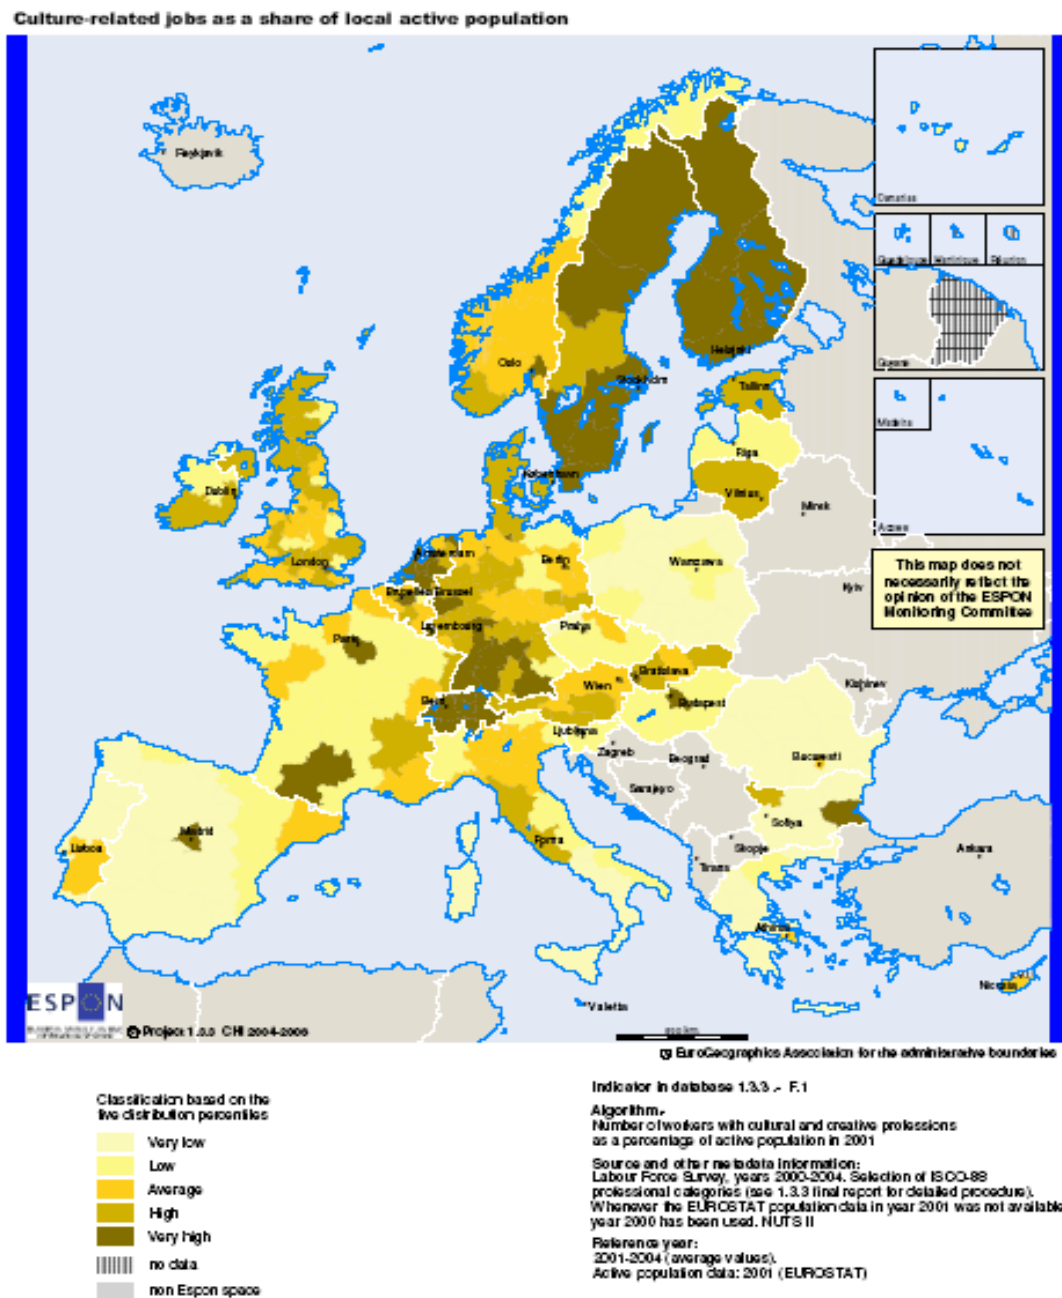 Culture-related jobs as a share of local active population
Reykjavik
Canarias
Guadeloupe Martinique Réunion
Guyane
Madeira
Acores
This map does not
necessarily reflect the
opinion of the ESPON
Monitoring Committee
Oslo
Helsinki
Stockholm
Tallinn
Riga
København
Vilnius
Minsk
Dublin
London
Amsterdam
Berlin
Warszawa
Kyiv
Bruxelles Brussel
Luxembourg
Praha
Paris
Bratislava
Wien
Kishinev
Bern
Budapest
Ljubljana
Zagreb
Beograd
Bucuresti
Sarajevo
Sofiya
Madrid
Lisboa
Roma
Skopje
Tirana
Ankara
Athinai
Nicosia
Valetta
ESPON
© Project 1.3.3 CHI 2004-2006
© EuroGeographics Association for the administrative boundaries
Classification based on the
five distribution percentiles
Very low
Low
Average
High
Very high
no data
non Espon space
Indicator in database 1.3.3 - F.1
Algorithm.
Number of workers with cultural and creative professions
as a percentage of active population in 2001
Source and other metadata information:
Labour Force Survey, years 2000-2004. Selection of ISCO-88
professional categories (see 1.3.3 final report for detailed procedure).
Whenever the EUROSTAT population data in year 2001 was not available
year 2000 has been used. NUTS II
Reference year:
2001-2004 (average values).
Active population data: 2001 (EUROSTAT)